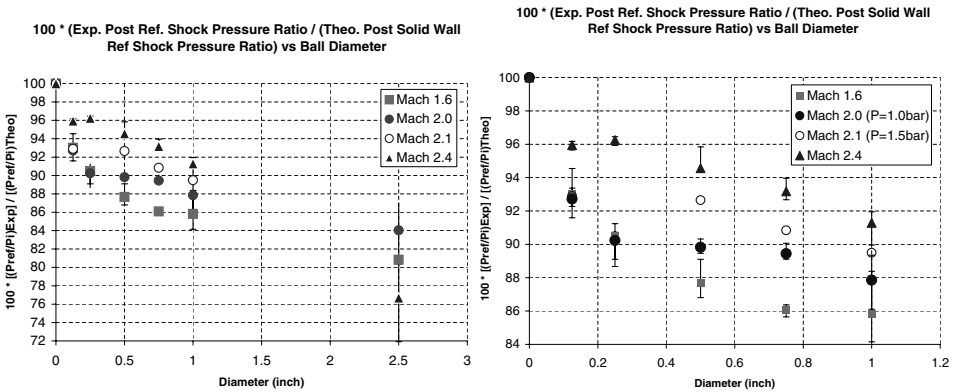 100 * (Exp. Post Ref. Shock Pressure Ratio / (Theo. Post Solid Wall
Ref Shock Pressure Ratio) vs Ball Diameter
100 * [(Pref/Pi)Exp] / [(Pref/Pi)Theo]
100
98
96
94
92
90
88
86
84
82
80
78
76
74
72
0
0.5
1
1.5
2
2.5
3
Diameter (inch)
Mach 1.6
Mach 2.0
Mach 2.1
Mach 2.4
100 * (Exp. Post Ref. Shock Pressure Ratio / (Theo. Post Solid Wall
Ref Shock Pressure Ratio) vs Ball Diameter
100 * [(Pref/Pi)Exp] / [(Pref/Pi)Theo]
100
98
96
94
92
90
88
86
84
0
0.2
0.4
0.6
0.8
1
1.2
Diameter (inch)
Mach 1.6
Mach 2.0 (P=1.0bar)
Mach 2.1 (P=1.5bar)
Mach 2.4